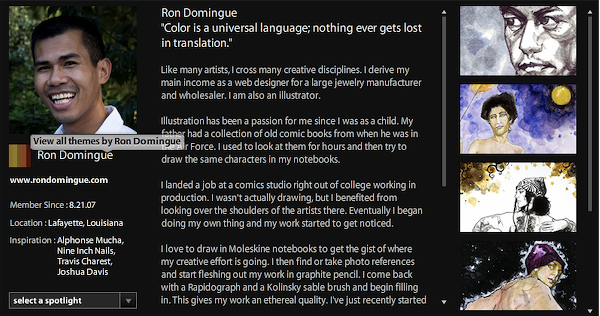 Ron Domingue
"Color is a universal language; nothing ever gets lost
in translation."
Like many artists, I cross many creative disciplines. I derive my
main income as a web designer for a large jewelry manufacturer
and wholesaler. I am also an illustrator.
Illustration has been a passion for me since I was as a child. My
father had a collection of old comic books from when he was in
the Air Force. I used to look at them for hours and then try to
draw the same characters in my notebooks.
I landed a job at a comics studio right out of college working in
production. I wasn't actually drawing, but I benefited from
looking over the shoulders of the artists there. Eventually I began
doing my own thing and my work started to get noticed.
I love to draw in Moleskine notebooks to get the gist of where
my creative effort is going. I then find or take photo references
and start fleshing out my work in graphite pencil. I come back
with a Rapidograph and a Kolinsky sable brush and begin filling
in. This gives my work an ethereal quality. I've just recently started
View all themes by Ron Domingue
Ron Domingue
www.rondomingue.com
Member Since : 8.21.07
Location : Lafayette, Louisiana
Inspiration : Alphonse Mucha,
Nine Inch Nails,
Travis Charest,
Joshua Davis
select a spotlight